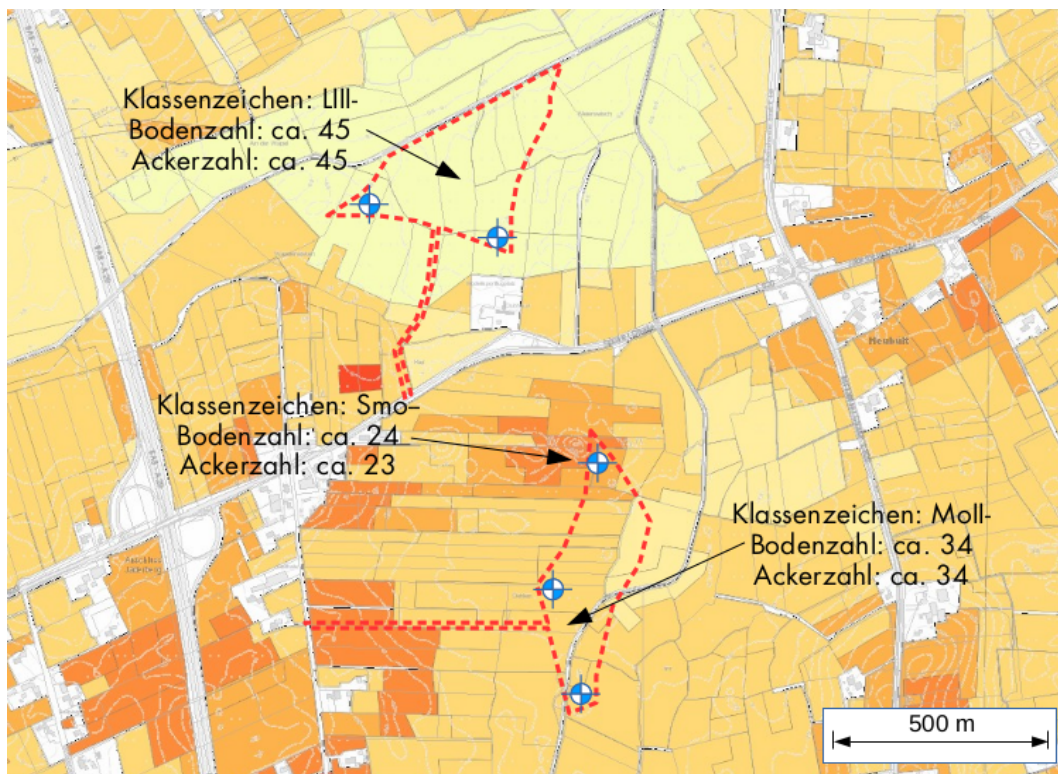 Klassenzeichen: LIII-
Bodenzahl: ca. 45
Ackerzahl: ca. 45
Klassenzeichen: Smo–
Bodenzahl: ca. 24
Ackerzahl: ca. 23
Klassenzeichen: Moll-
Bodenzahl: ca. 34
Ackerzahl: ca. 34
500 m